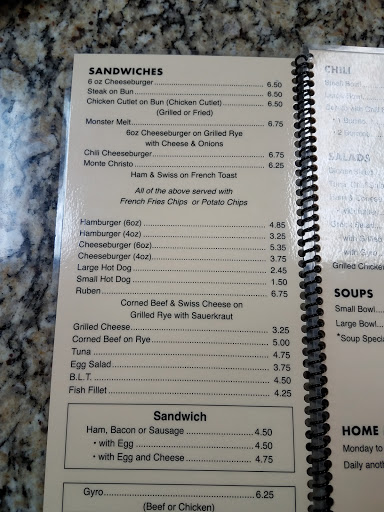 SANDWICHES
6 oz Cheeseburger 6.50
Steak on Bun 6.50
Chicken Cutlet on Bun (Chicken Cutlet) 6.50
(Grilled or Fried)
Monster Melt 6.75
6oz Cheeseburger on Grilled Rye
with Cheese & Onions
Chili Cheeseburger 6.75
Monte Christo 6.25
Ham & Swiss on French Toast
All of the above served with
French Fries Chips or Potato Chips
Hamburger (6oz) 4.85
Hamburger (4oz) 3.25
Cheeseburger (6oz) 5.35
Cheeseburger (4oz) 3.75
Large Hot Dog 2.45
Small Hot Dog 1.50
Ruben 6.75
Corned Beef & Swiss Cheese on
Grilled Rye with Sauerkraut
Grilled Cheese 3.25
Corned Beef on Rye 5.00
Tuna 4.75
Egg Salad 3.75
B.L.T. 4.50
Fish Fillet 4.25
Sandwich
Ham, Bacon or Sausage 4.50
• with Egg 4.50
• with Egg and Cheese 4.75
Gyro 6.25
(Beef or Chicken)
CHILI
Small Bowl
SALADS
Grilled Chicken
SOUPS
Small Bowl
Large Bowl
*Soup Specia
HOME
Monday to
Daily anot